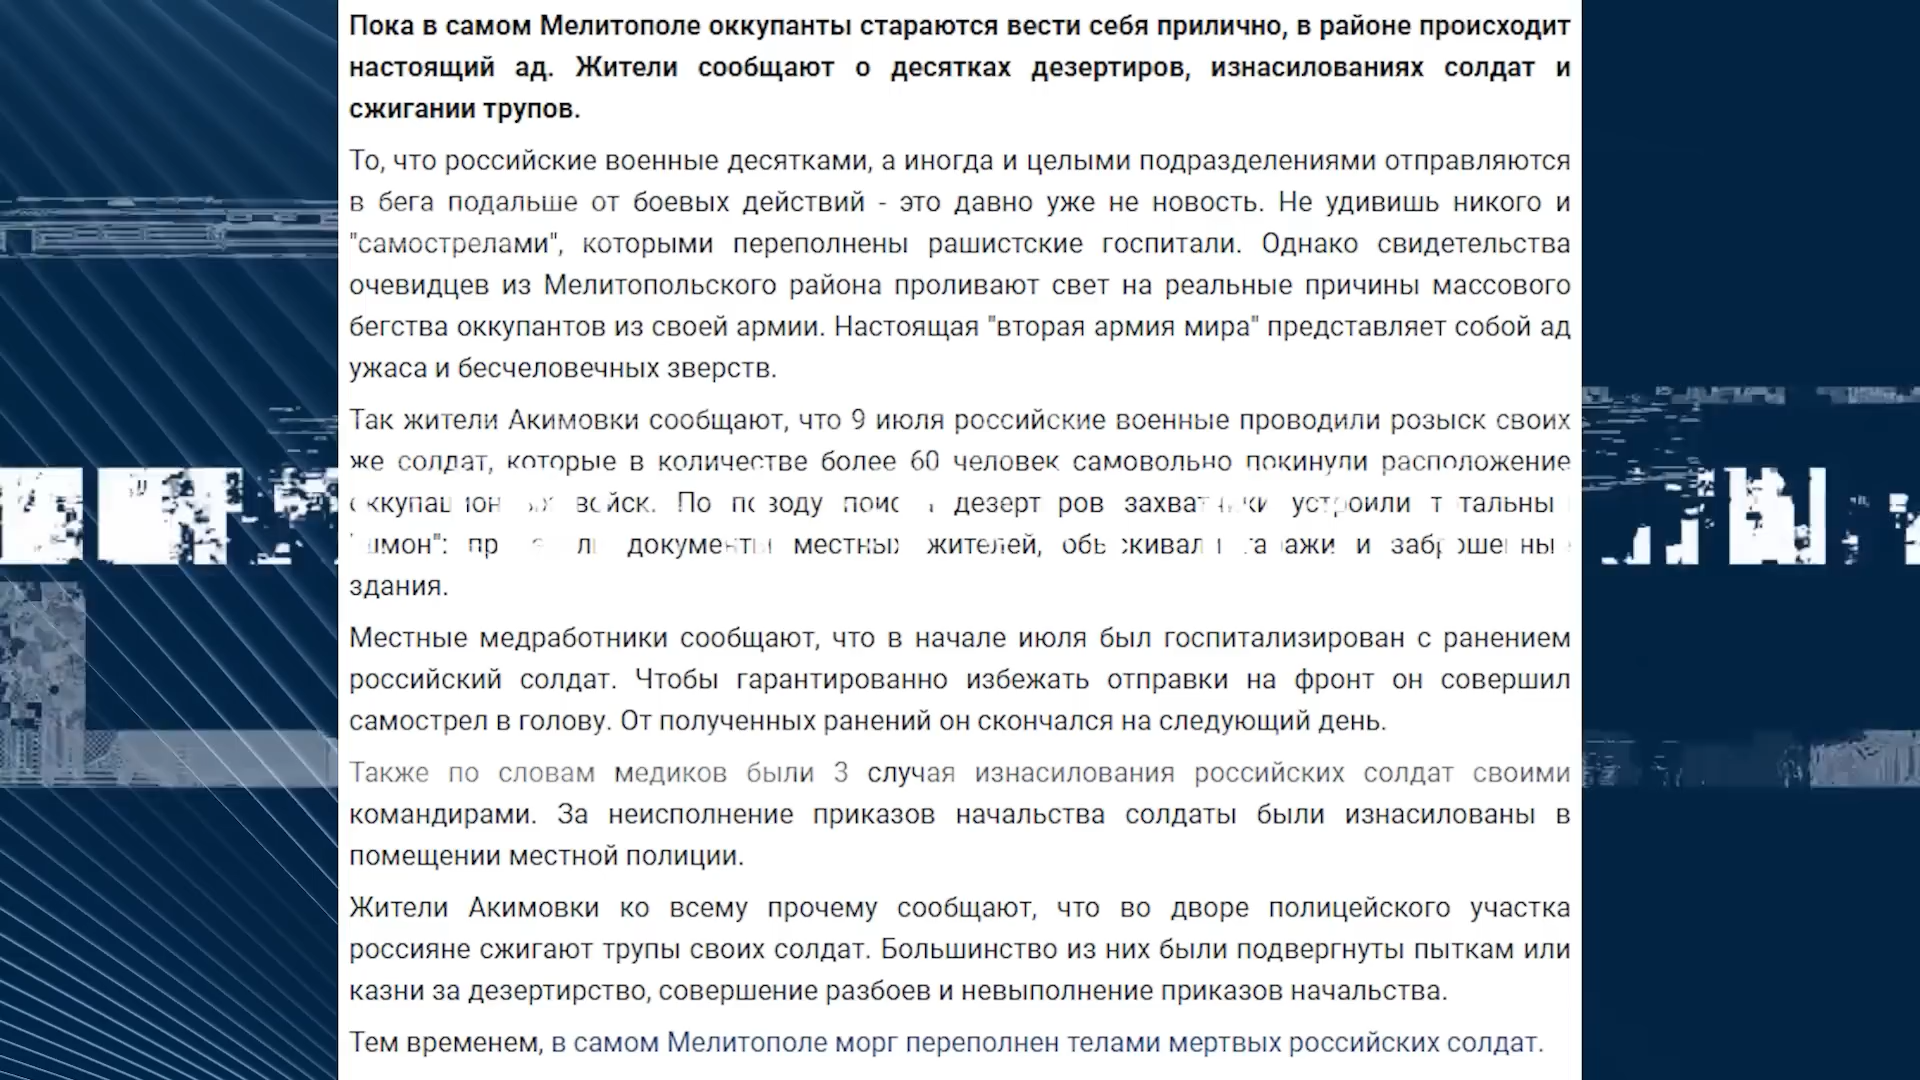 Пока в самом Мелитополе оккупанты стараются вести себя прилично, в районе происходит
настоящий ад. Жители сообщают о десятках дезертиров, изнасилованиях солдат и
сжигании трупов.
То, что российские военные десятками, а иногда и целыми подразделениями отправляются
в бега подальше от боевых действий - это давно уже не новость. Не удивишь никого и
"самострелами", которыми переполнены рашистские госпитали. Однако свидетельства
очевидцев из Мелитопольского района проливают свет на реальные причины массового
бегства оккупантов из своей армии. Настоящая "вторая армия мира" представляет собой ад
ужаса и бесчеловечных зверств.
Так жители Акимовки сообщают, что 9 июля российские военные проводили розыск своих
же солдат, которые в количестве более 60 человек самовольно покинули расположение
войск. По поводу дезертиров устроили
документы местных жителей, и
здания.
Местные медработники сообщают, что в начале июля был госпитализирован с ранением
российский солдат. Чтобы гарантированно избежать отправки на фронт он совершил
самострел в голову. От полученных ранений он скончался на следующий день.
Также по словам медиков были 3 случая изнасилования российских солдат своими
командирами. За неисполнение приказов начальства солдаты были изнасилованы в
помещении местной полиции.
Жители Акимовки ко всему прочему сообщают, что во дворе полицейского участка
россияне сжигают трупы своих солдат. Большинство из них были подвергнуты пыткам или
казни за дезертирство, совершение разбоев и невыполнение приказов начальства.
Тем временем, в самом Мелитополе морг переполнен телами мертвых российских солдат.